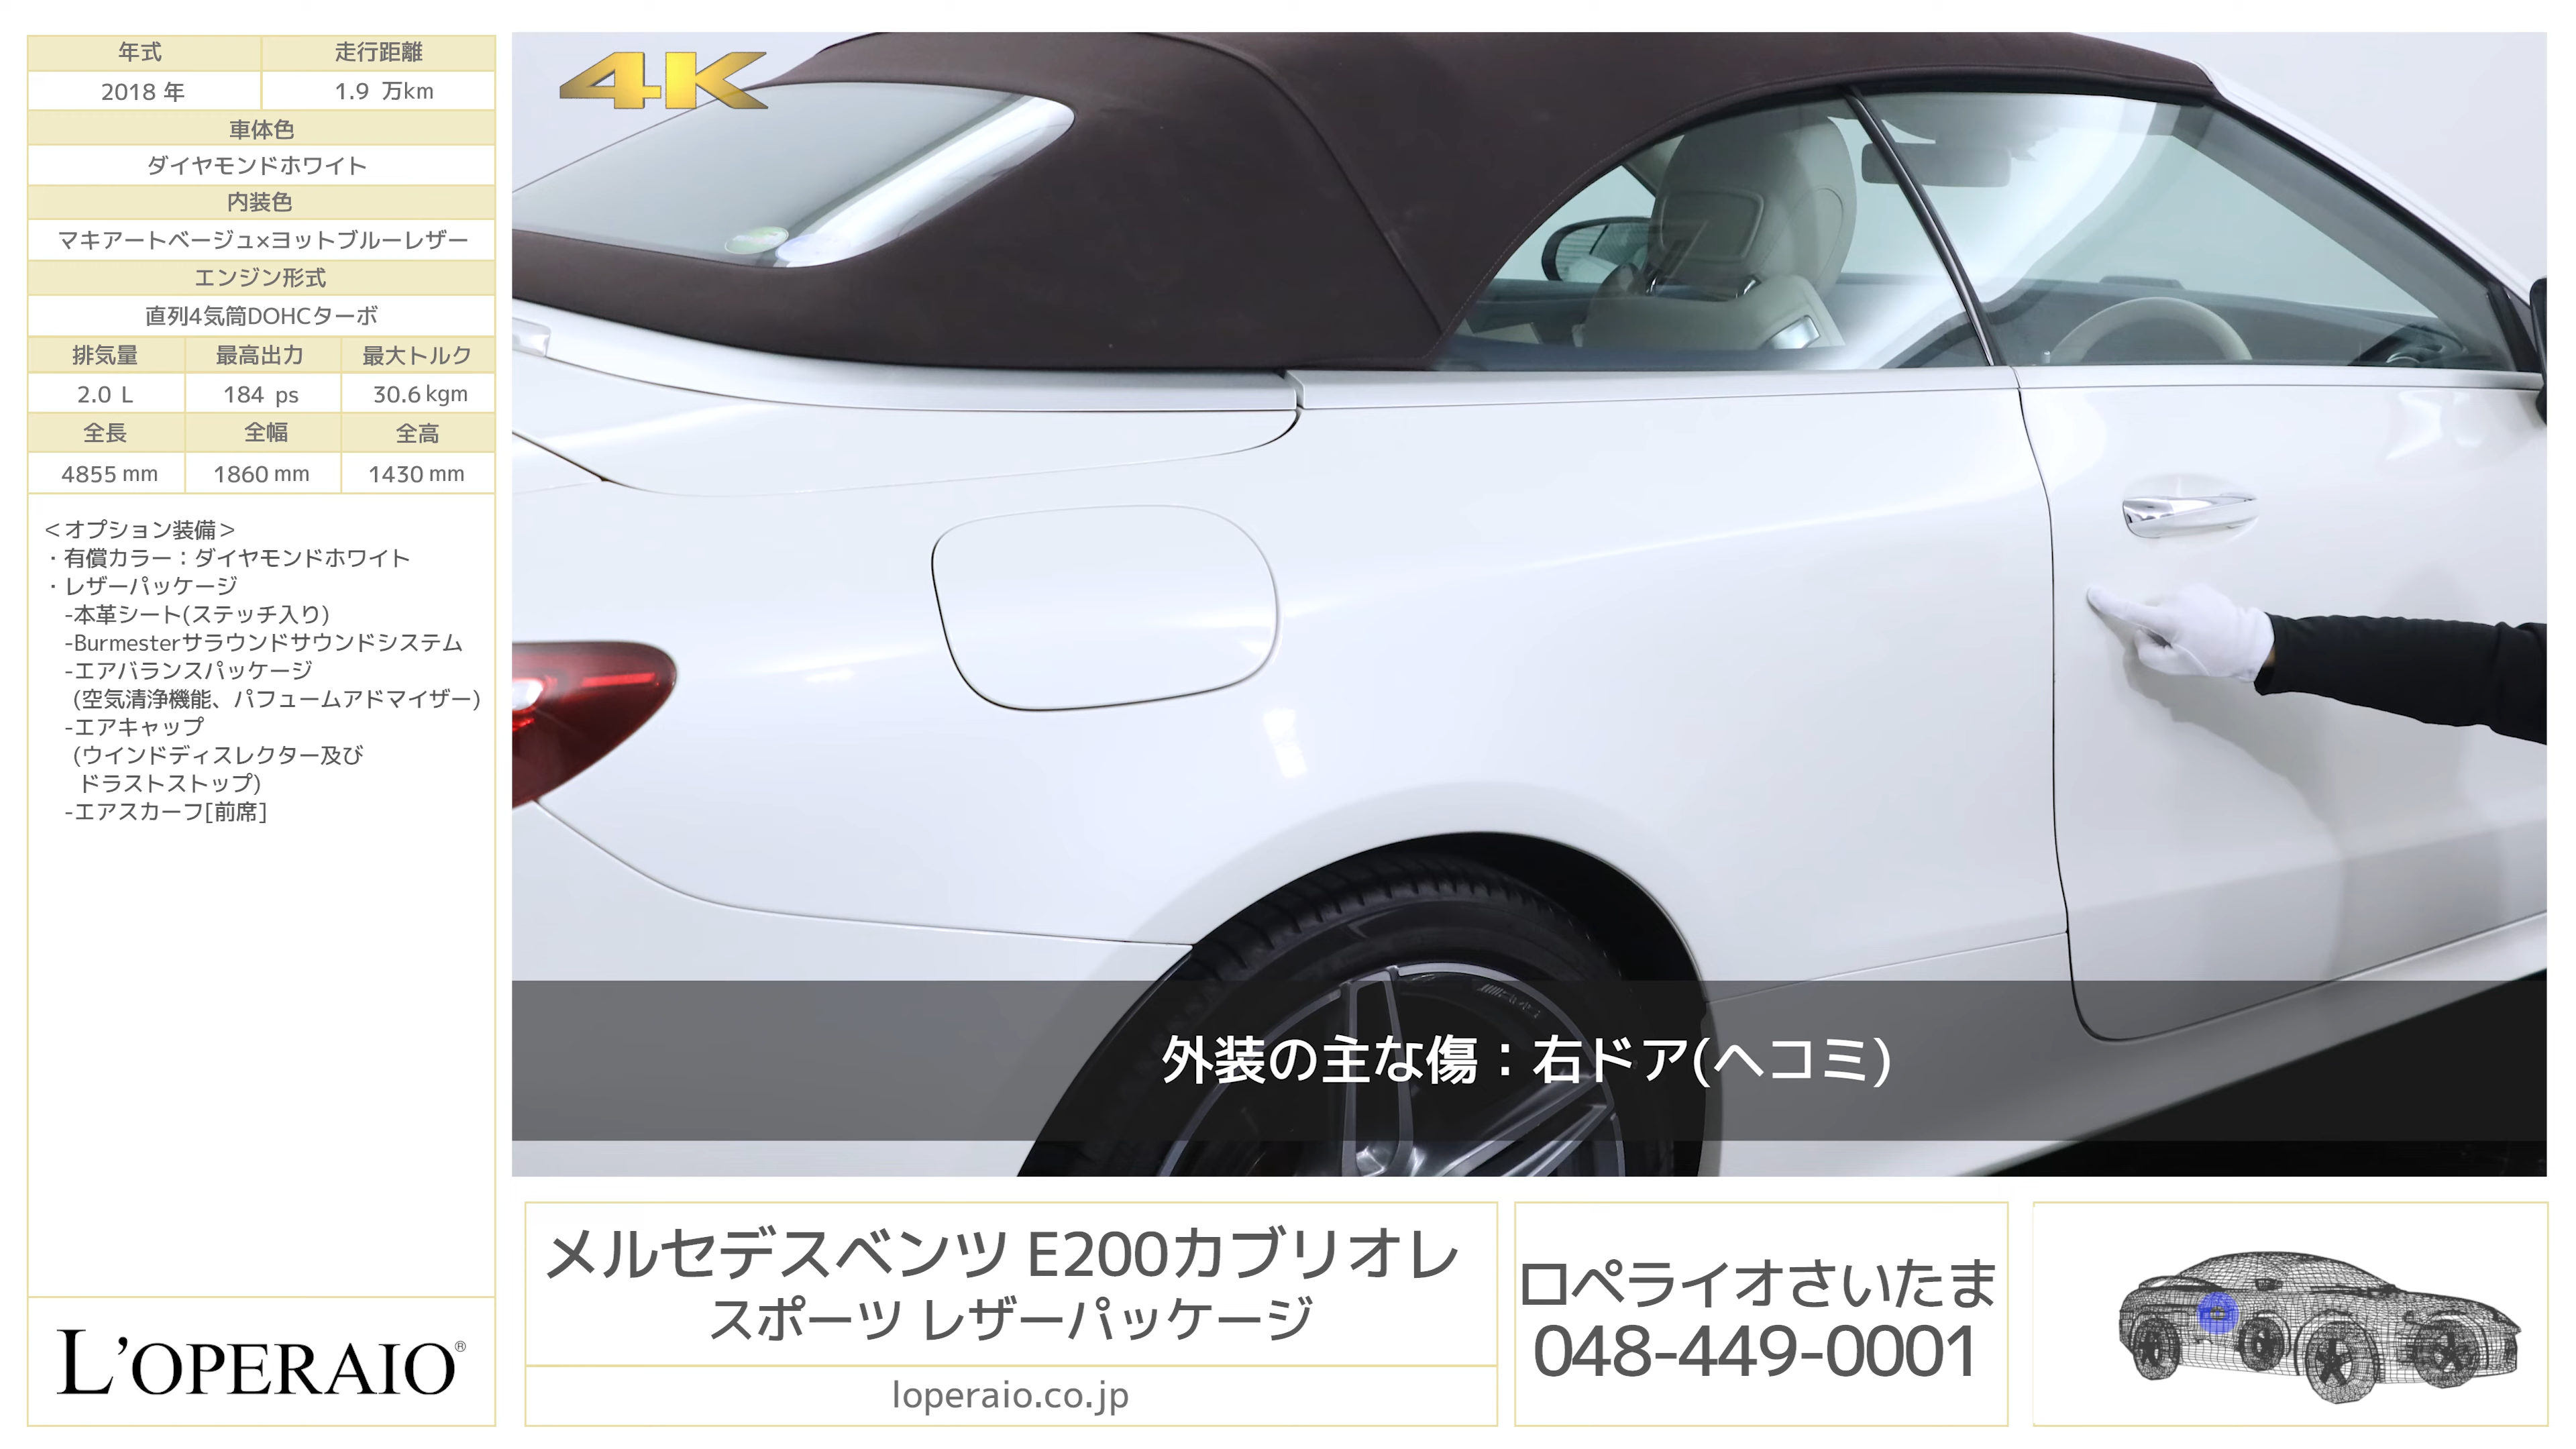 年式 走行距離
2018 年 1.9 万km
車体色
ダイヤモンドホワイト
内装色
マキアートベージュ×ヨットブルーレザー
エンジン形式
直列4気筒DOHCターボ
排気量 最高出力 最大トルク
2.0 L 184 ps 30.6 kgm
全長 全幅 全高
4855 mm 1860 mm 1430 mm
＜オプション装備＞
・有償カラー：ダイヤモンドホワイト
・レザーパッケージ
-本革シート(ステッチ入り)
-Burmesterサラウンドサウンドシステム
-エアバランスパッケージ
(空気清浄機能、パフュームアドマイザー)
-エアキャップ
(ウインドディスレクター及び
ドラストストップ)
-エアスカーフ[前席]
L'OPERAIO®
4K
外装の主な傷：右ドア(ヘコミ)
メルセデスベンツ E200カブリオレ
スポーツ レザーパッケージ
loperaio.co.jp
ロペライオさいたま
048-449-0001